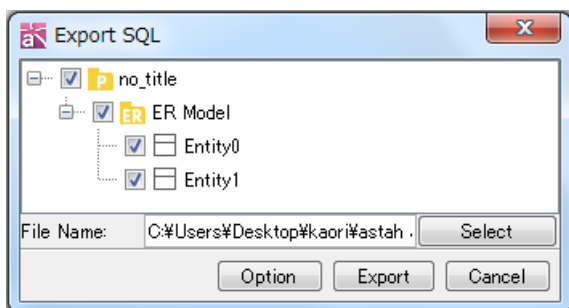 Export SQL
no_title
ER Model
Entity0
Entity1
File Name: C:¥Users¥Desktop¥kaori¥astah Select
Option Export Cancel